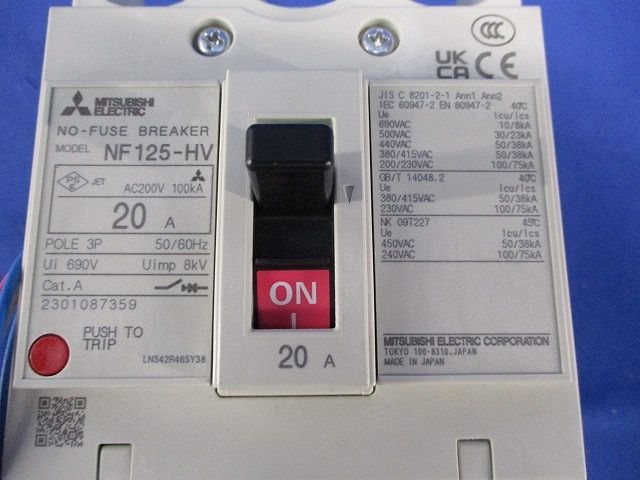 CCC
UK
CA CE
MITSUBISHI
ELECTRIC
NO-FUSE BREAKER
MODEL NF125-HV
PS
E JET AC200V 100kA
20 A
POLE 3P 50/60Hz
Ui 690V Uimp 8kV
Cat.A
2301087359
PUSH TO
TRIP
LN342R465Y38
ON
20 A
JIS C 8201-2-1 Ann1 Ann2
IEC 60947-2 EN 60947-2 40℃
Ue Icu/Ics
690VAC 10/8kA
500VAC 30/23kA
440VAC 50/38kA
380/415VAC 50/38kA
200/230VAC 100/75kA
GB/T 14048.2 40℃
Ue Icu/Ics
380/415VAC 50/38kA
230VAC 100/75kA
NK 09T227 45℃
Ue Icu/Ics
450VAC 50/38kA
240VAC 100/75kA
MITSUBISHI ELECTRIC CORPORATION
TOKYO 100-8310,JAPAN
MADE IN JAPAN